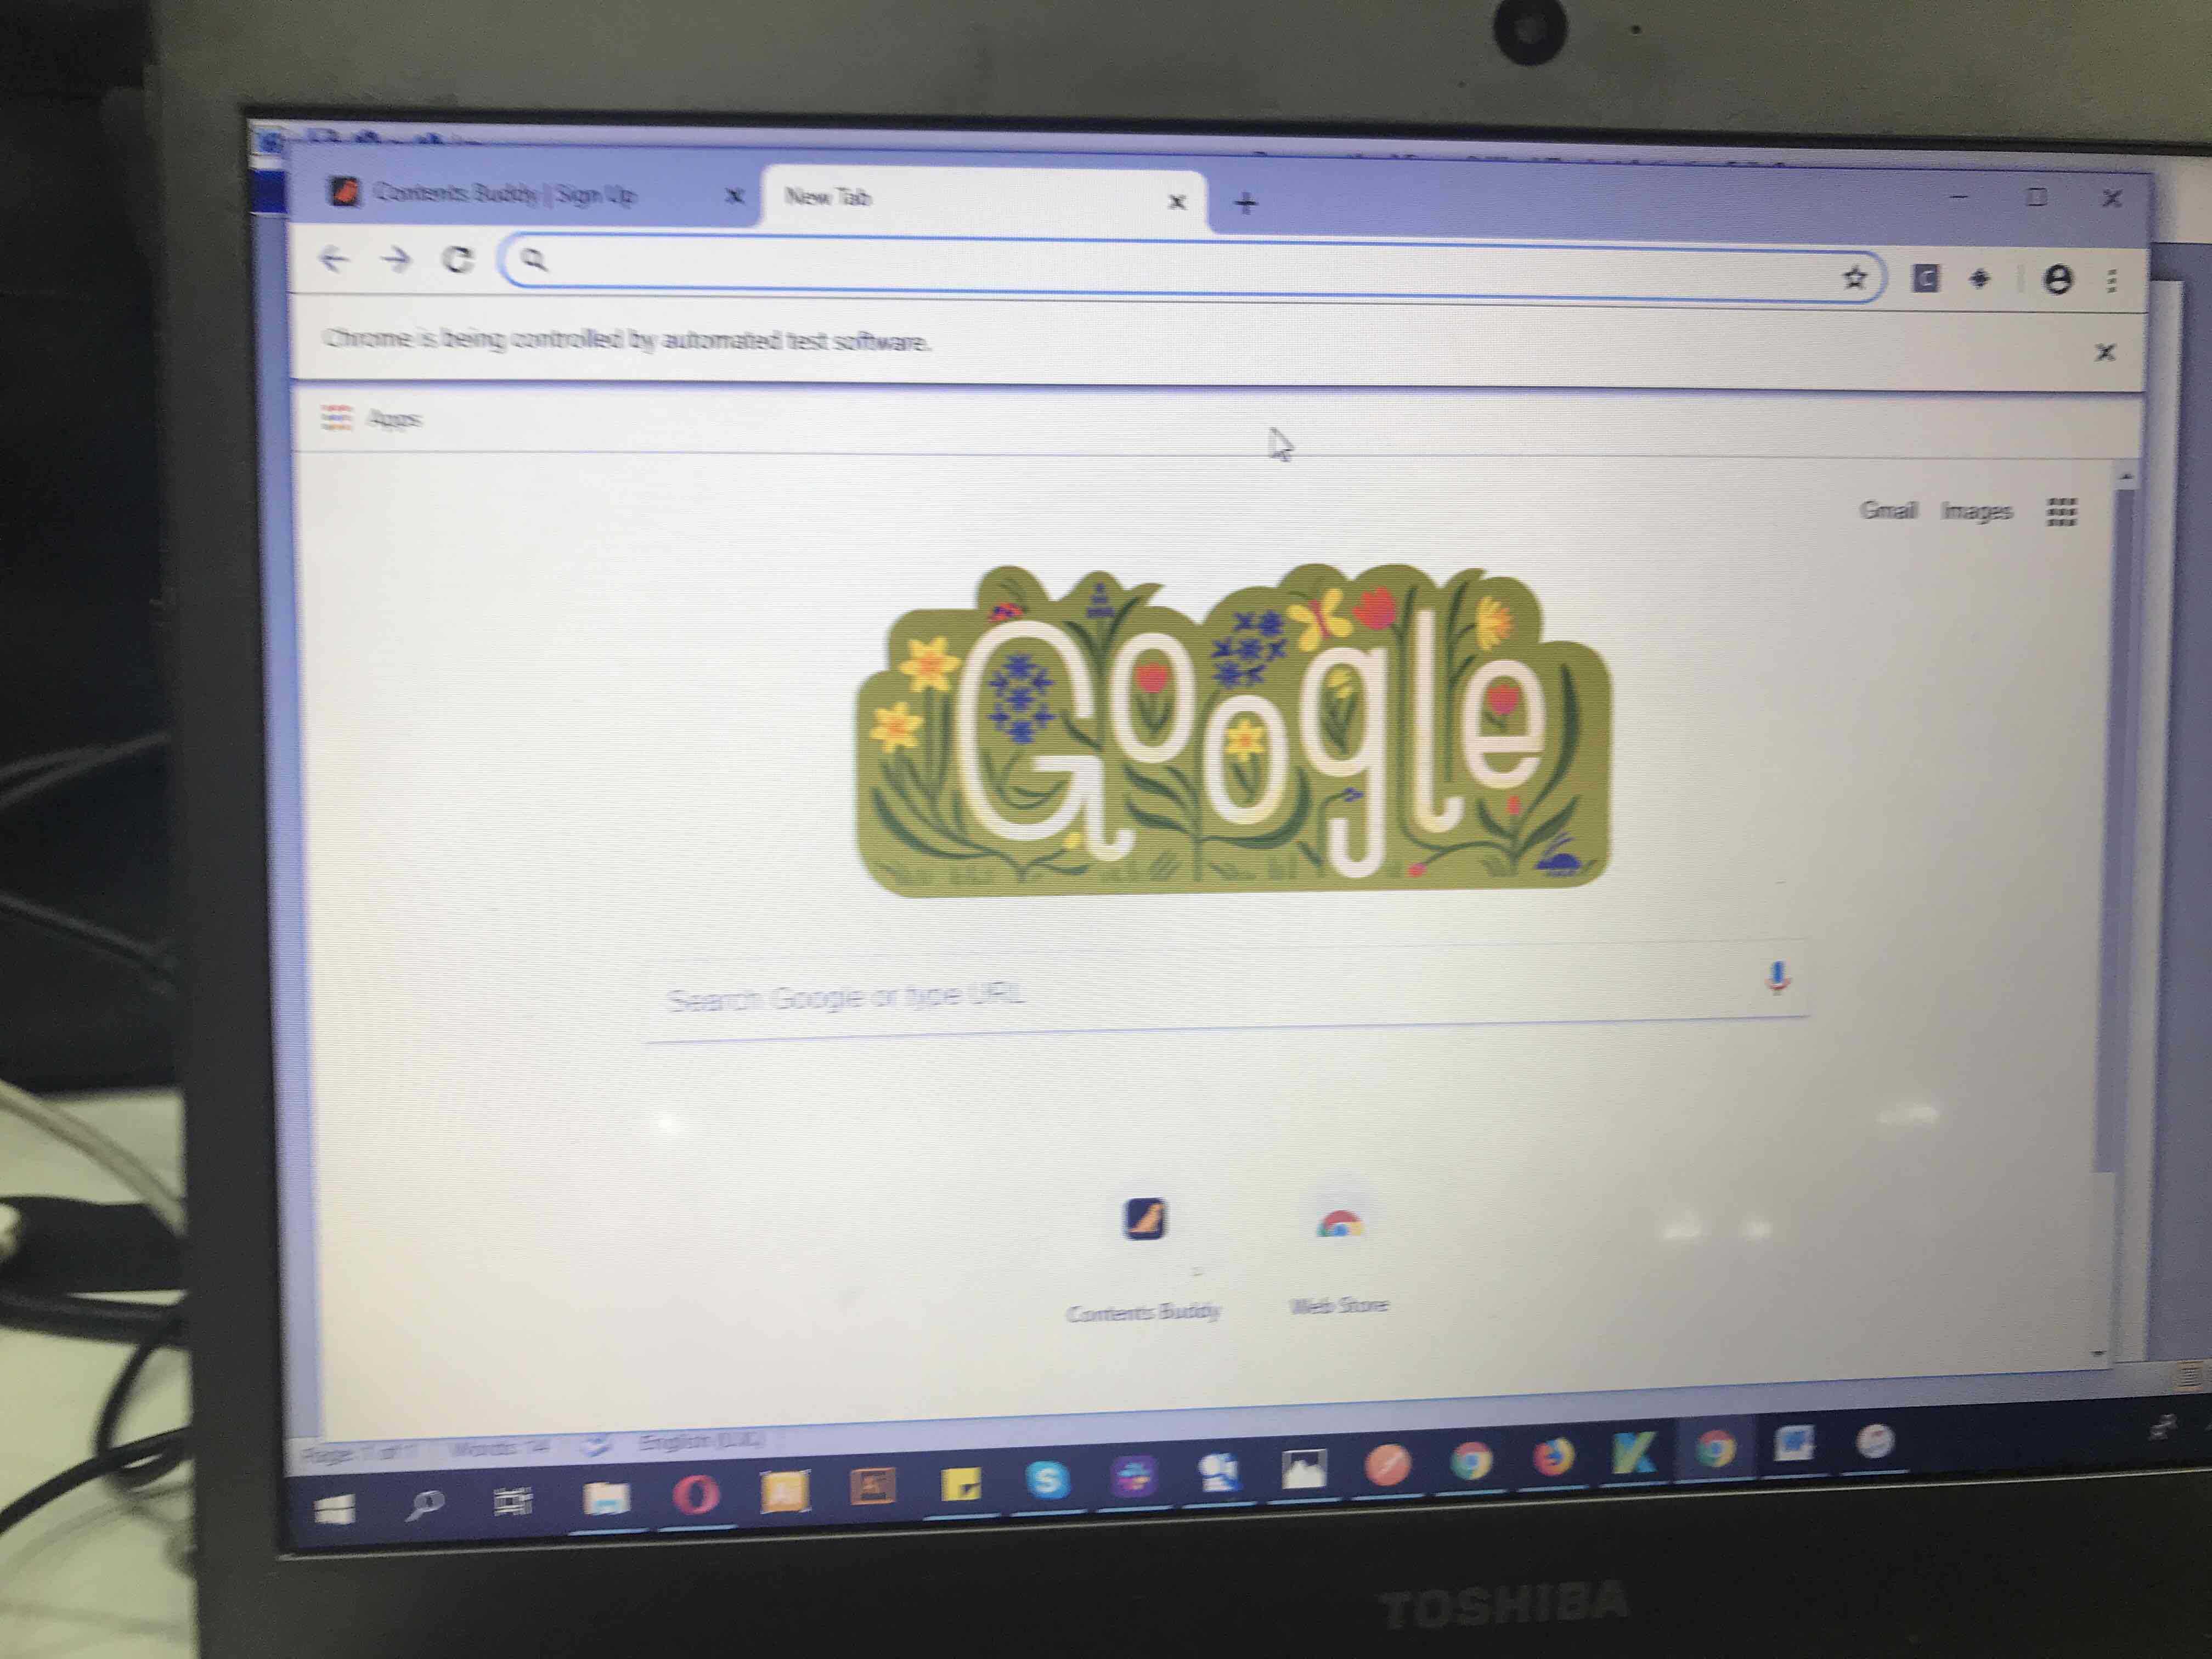 Contents Buddy | Sign Up
New Tab
Chrome is being controlled by automated test software.
Apps
Gmail Images
Google
Search Google or type URL
Contents Buddy
Web Store
Page 1 of 1 Words: 14 English (U.K.)
TOSHIBA